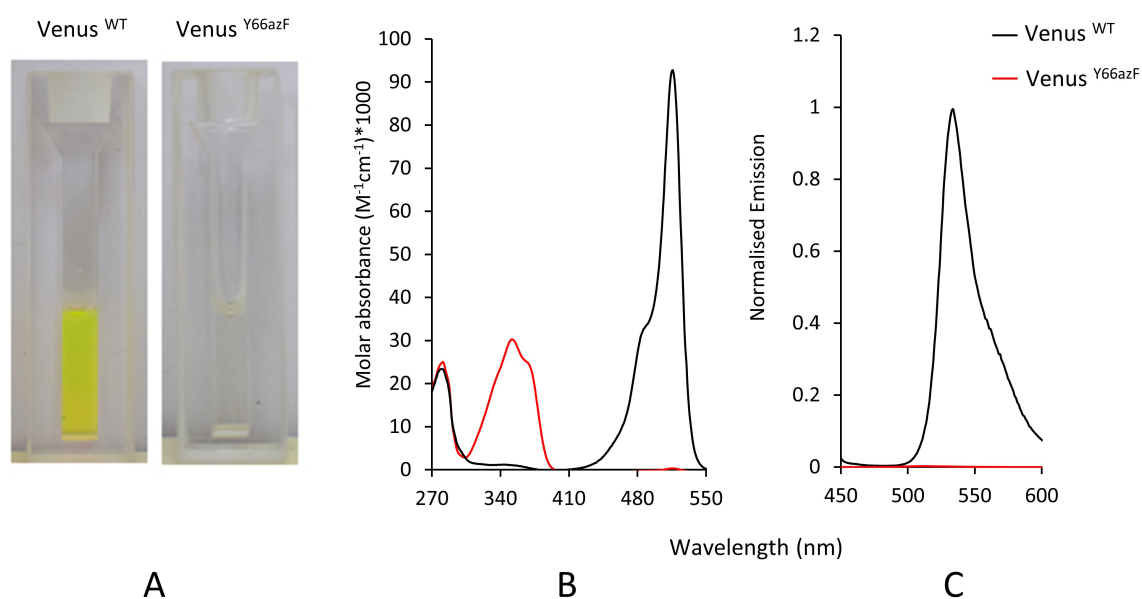 Venus WT
Venus Y66azF
Molar absorbance (M-1cm-1)*1000
100
90
80
70
60
50
40
30
20
10
0
270
340
410
480
550
Normalised Emission
1.2
1
0.8
0.6
0.4
0.2
0
450
500
550
600
Venus WT
Venus Y66azF
Wavelength (nm)
A
B
C